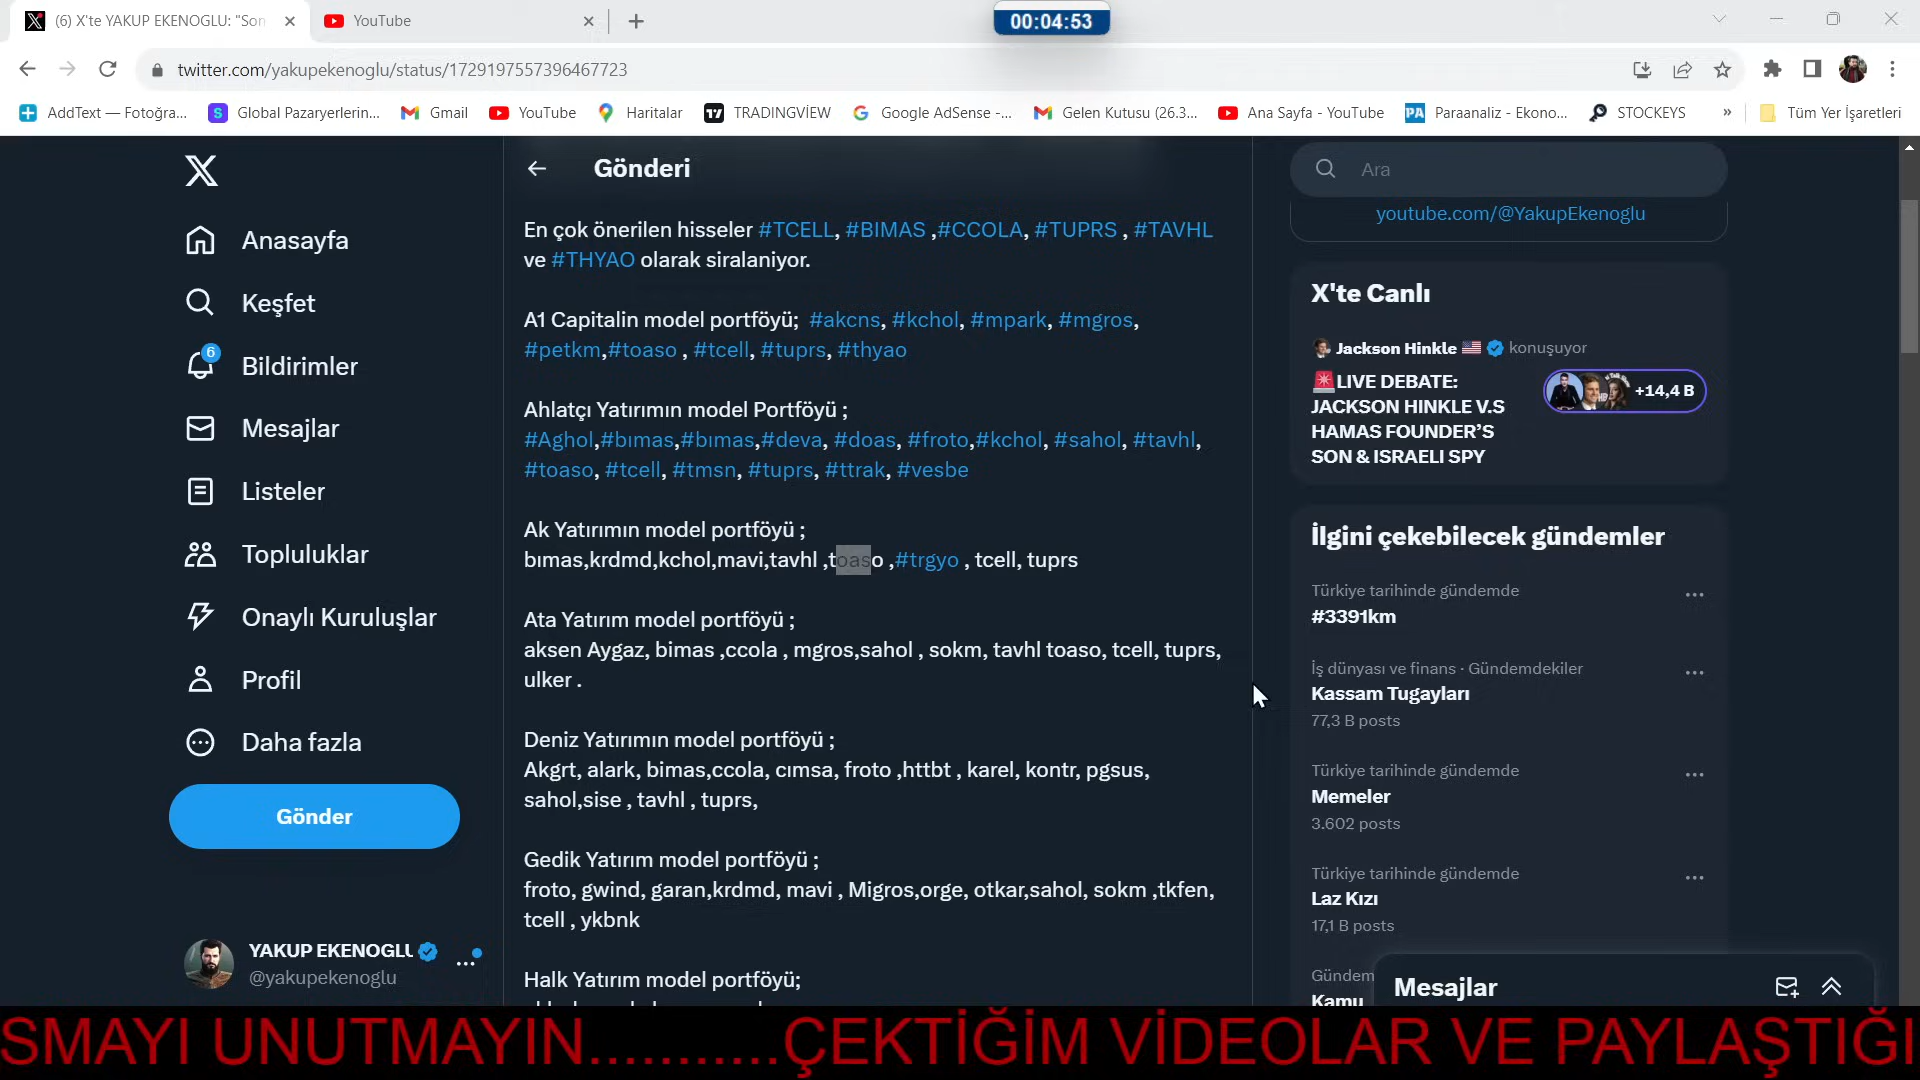 (6) X'te YAKUP EKENOGLU: "Son
YouTube
00:04:53
twitter.com/yakupekenoglu/status/1729197557396467723
AddText — Fotoğra...
Global Pazaryerlerin...
Gmail
YouTube
Haritalar
TRADINGVİEW
Google AdSense -...
Gelen Kutusu (26.3...
Ana Sayfa - YouTube
Paraanaliz - Ekono...
STOCKEYS
»
Tüm Yer İşaretleri
Anasayfa
Keşfet
6
Bildirimler
Mesajlar
Listeler
Topluluklar
Onaylı Kuruluşlar
Profil
Daha fazla
Gönder
YAKUP EKENOGLU
@yakupekenoglu
Gönderi
En çok önerilen hisseler #TCELL, #BIMAS ,#CCOLA, #TUPRS , #TAVHL
ve #THYAO olarak siralaniyor.
A1 Capitalin model portföyü; #akcns, #kchol, #mpark, #mgros,
#petkm,#toaso , #tcell, #tuprs, #thyao
Ahlatçı Yatırımın model Portföyü ;
#Aghol,#bımas,#bımas,#deva, #doas, #froto,#kchol, #sahol, #tavhl,
#toaso, #tcell, #tmsn, #tuprs, #ttrak, #vesbe
Ak Yatırımın model portföyü ;
bımas,krdmd,kchol,mavi,tavhl ,toaso ,#trgyo , tcell, tuprs
Ata Yatırım model portföyü ;
aksen Aygaz, bimas ,ccola , mgros,sahol , sokm, tavhl toaso, tcell, tuprs,
ulker .
Deniz Yatırımın model portföyü ;
Akgrt, alark, bimas,ccola, cımsa, froto ,httbt , karel, kontr, pgsus,
sahol,sise , tavhl , tuprs,
Gedik Yatırım model portföyü ;
froto, gwind, garan,krdmd, mavi , Migros,orge, otkar,sahol, sokm ,tkfen,
tcell , ykbnk
Halk Yatırım model portföyü;
Ara
youtube.com/@YakupEkenoglu
X'te Canlı
Jackson Hinkle 🇺🇸 konuşuyor
🚨LIVE DEBATE:
JACKSON HINKLE V.S
HAMAS FOUNDER'S
SON & ISRAELI SPY
+14,4 B
İlgini çekebilecek gündemler
Türkiye tarihinde gündemde
#3391km
İş dünyası ve finans · Gündemdekiler
Kassam Tugayları
77,3 B posts
Türkiye tarihinde gündemde
Memeler
3.602 posts
Türkiye tarihinde gündemde
Laz Kızı
17,1 B posts
Gündem
Kamu
Mesajlar
SMAYI UNUTMAYIN...........ÇEKTİĞİM VİDEOLAR VE PAYLAŞTIĞI